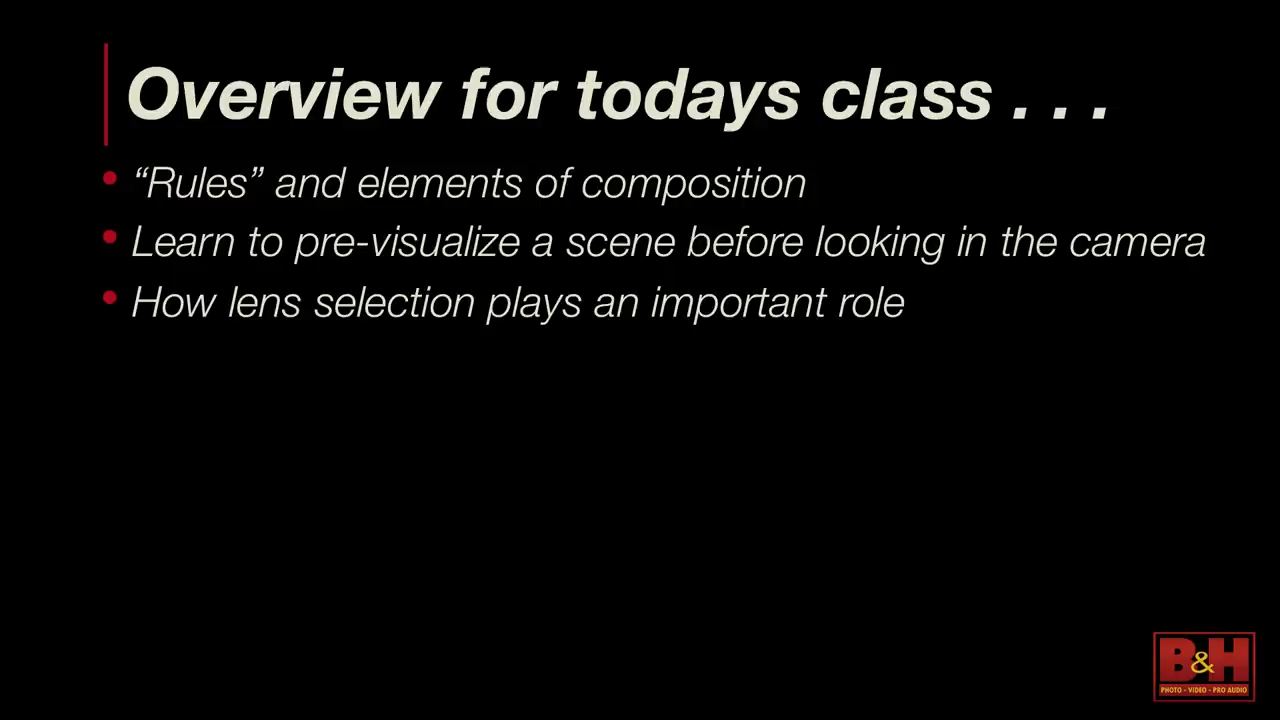 Overview for todays class . . .
• “Rules” and elements of composition
• Learn to pre-visualize a scene before looking in the camera
• How lens selection plays an important role
B&H
PHOTO - VIDEO - PRO AUDIO